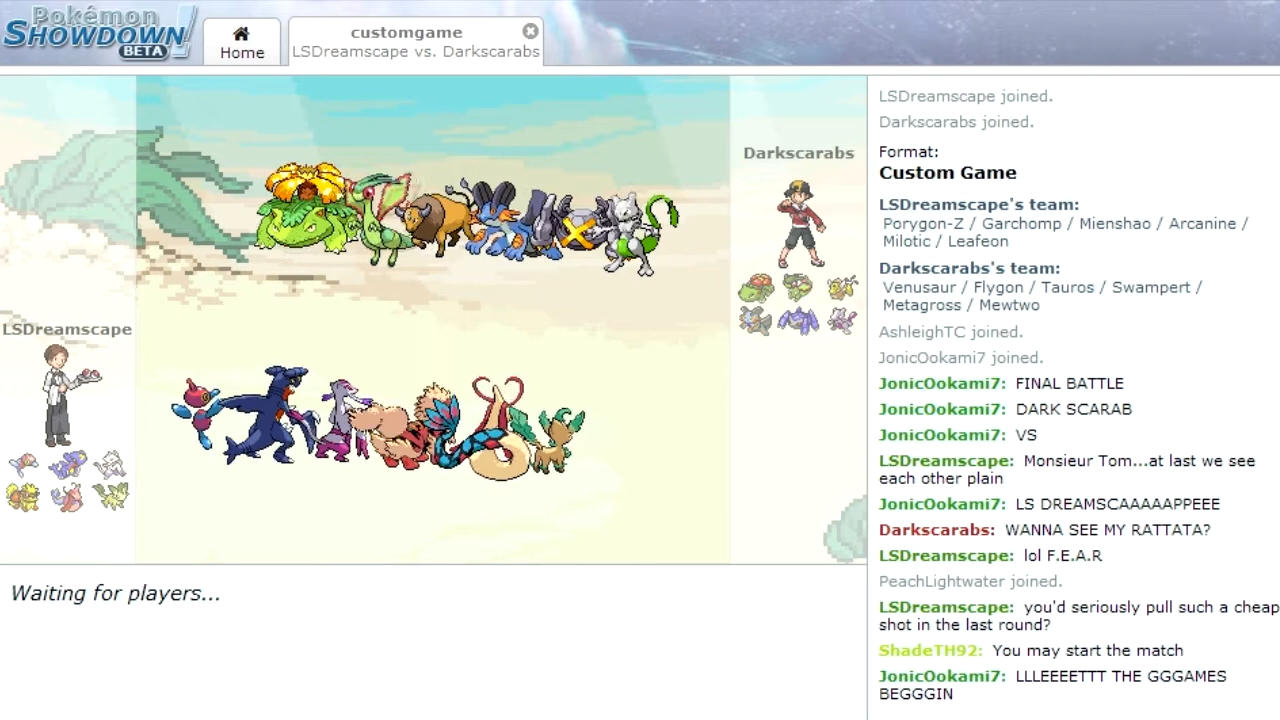 Pokémon
SHOWDOWN!
BETA
Home
customgame
LSDreamscape vs. Darkscarabs
Darkscarabs
LSDreamscape
Waiting for players...
LSDreamscape joined.
Darkscarabs joined.
Format:
Custom Game
LSDreamscape's team:
Porygon-Z / Garchomp / Mienshao / Arcanine /
Milotic / Leafeon
Darkscarabs's team:
Venusaur / Flygon / Tauros / Swampert /
Metagross / Mewtwo
AshleighTC joined.
JonicOokami7 joined.
JonicOokami7: FINAL BATTLE
JonicOokami7: DARK SCARAB
JonicOokami7: VS
LSDreamscape: Monsieur Tom...at last we see
each other plain
JonicOokami7: LS DREAMSCAAAAAPPEEE
Darkscarabs: WANNA SEE MY RATTATA?
LSDreamscape: lol F.E.A.R
PeachLightwater joined.
LSDreamscape: you'd seriously pull such a cheap
shot in the last round?
ShadeTH92: You may start the match
JonicOokami7: LLLEEEETTT THE GGGAMES
BEGGGIN